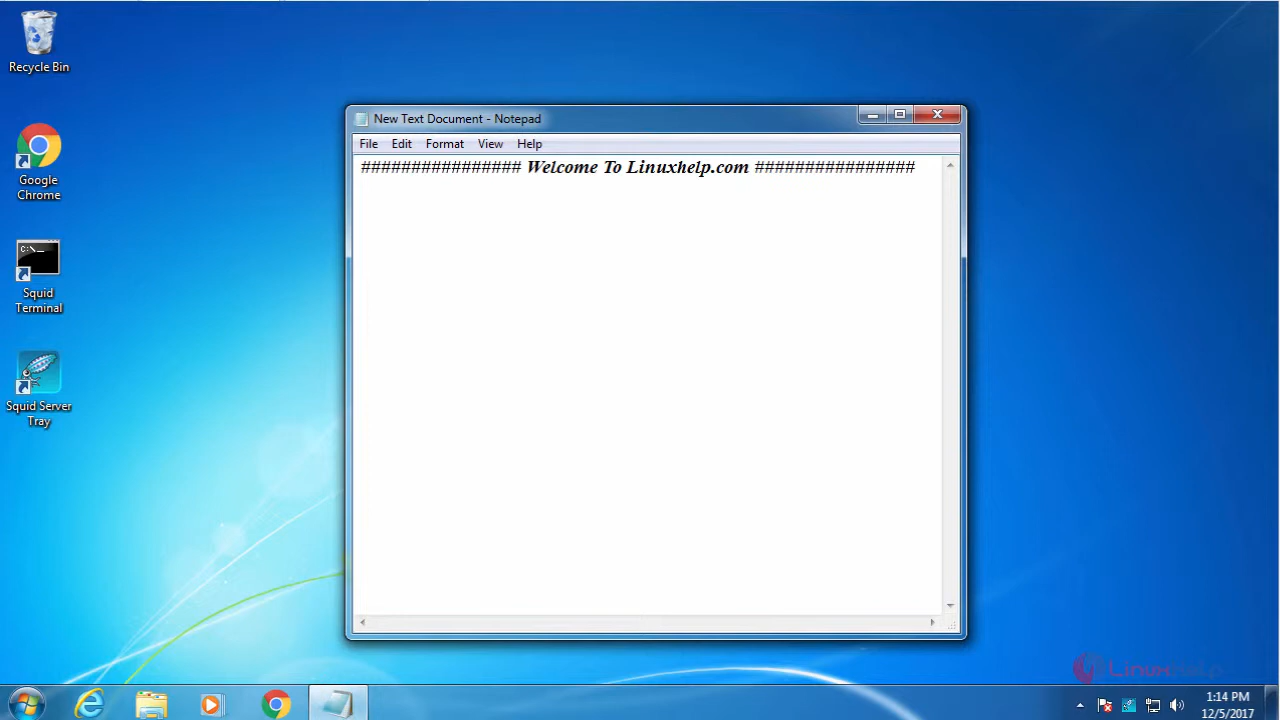 Recycle Bin
Google
Chrome
C:\>_
Squid
Terminal
Squid Server
Tray
New Text Document - Notepad
File Edit Format View Help
################ Welcome To Linuxhelp.com ################
LinuxHelp
1:14 PM
12/5/2017